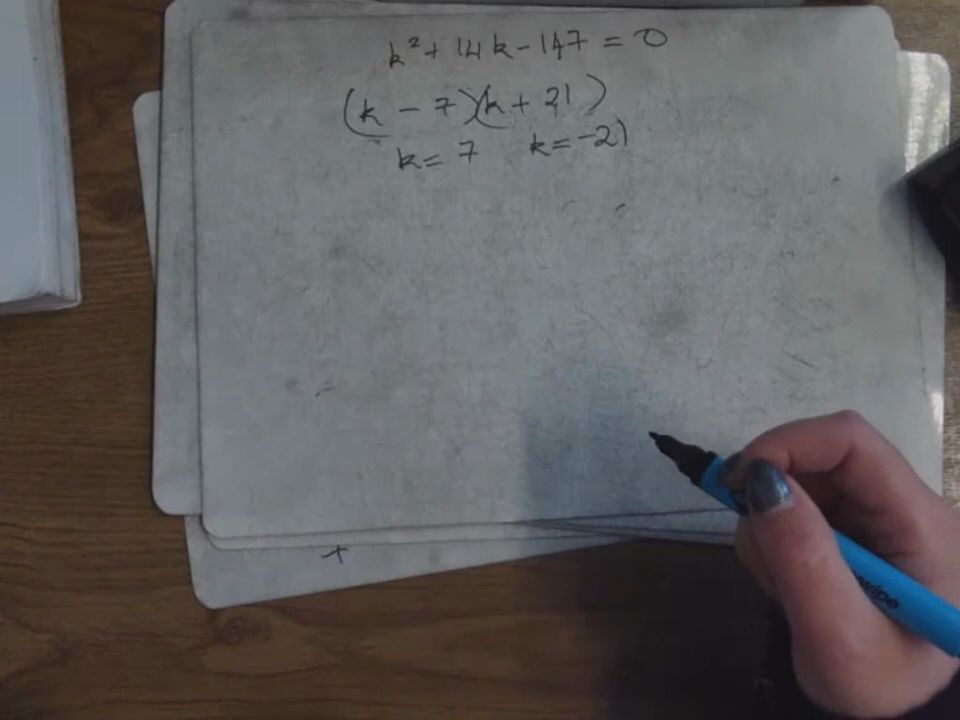 k² + 14k - 147 = 0
(k - 7)(k + 21)
k = 7 k = -21
+